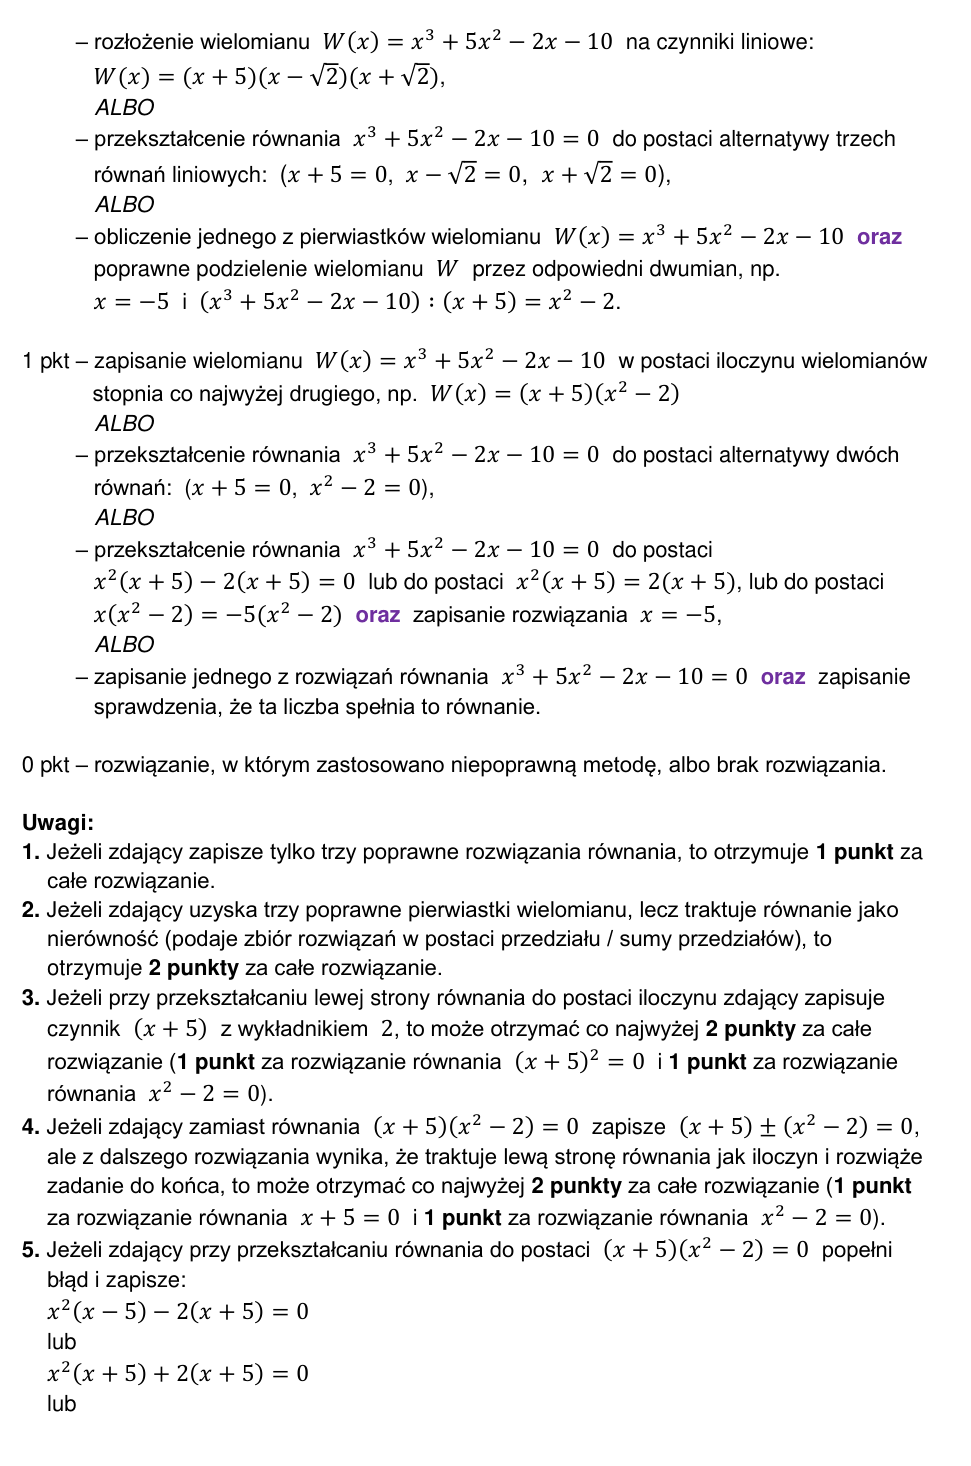 – rozłożenie wielomianu W(x) = x³ + 5x² − 2x − 10 na czynniki liniowe:
W(x) = (x + 5)(x − √2)(x + √2),
ALBO
– przekształcenie równania x³ + 5x² − 2x − 10 = 0 do postaci alternatywy trzech
równań liniowych: (x + 5 = 0, x − √2 = 0, x + √2 = 0),
ALBO
– obliczenie jednego z pierwiastków wielomianu W(x) = x³ + 5x² − 2x − 10 oraz
poprawne podzielenie wielomianu W przez odpowiedni dwumian, np.
x = −5 i (x³ + 5x² − 2x − 10) : (x + 5) = x² − 2.
1 pkt – zapisanie wielomianu W(x) = x³ + 5x² − 2x − 10 w postaci iloczynu wielomianów
stopnia co najwyżej drugiego, np. W(x) = (x + 5)(x² − 2)
ALBO
– przekształcenie równania x³ + 5x² − 2x − 10 = 0 do postaci alternatywy dwóch
równań: (x + 5 = 0, x² − 2 = 0),
ALBO
– przekształcenie równania x³ + 5x² − 2x − 10 = 0 do postaci
x²(x + 5) − 2(x + 5) = 0 lub do postaci x²(x + 5) = 2(x + 5), lub do postaci
x(x² − 2) = −5(x² − 2) oraz zapisanie rozwiązania x = −5,
ALBO
– zapisanie jednego z rozwiązań równania x³ + 5x² − 2x − 10 = 0 oraz zapisanie
sprawdzenia, że ta liczba spełnia to równanie.
0 pkt – rozwiązanie, w którym zastosowano niepoprawną metodę, albo brak rozwiązania.
Uwagi:
1. Jeżeli zdający zapisze tylko trzy poprawne rozwiązania równania, to otrzymuje 1 punkt za
całe rozwiązanie.
2. Jeżeli zdający uzyska trzy poprawne pierwiastki wielomianu, lecz traktuje równanie jako
nierówność (podaje zbiór rozwiązań w postaci przedziału / sumy przedziałów), to
otrzymuje 2 punkty za całe rozwiązanie.
3. Jeżeli przy przekształcaniu lewej strony równania do postaci iloczynu zdający zapisuje
czynnik (x + 5) z wykładnikiem 2, to może otrzymać co najwyżej 2 punkty za całe
rozwiązanie (1 punkt za rozwiązanie równania (x + 5)² = 0 i 1 punkt za rozwiązanie
równania x² − 2 = 0).
4. Jeżeli zdający zamiast równania (x + 5)(x² − 2) = 0 zapisze (x + 5) ± (x² − 2) = 0,
ale z dalszego rozwiązania wynika, że traktuje lewą stronę równania jak iloczyn i rozwiąże
zadanie do końca, to może otrzymać co najwyżej 2 punkty za całe rozwiązanie (1 punkt
za rozwiązanie równania x + 5 = 0 i 1 punkt za rozwiązanie równania x² − 2 = 0).
5. Jeżeli zdający przy przekształcaniu równania do postaci (x + 5)(x² − 2) = 0 popełni
błąd i zapisze:
x²(x − 5) − 2(x + 5) = 0
lub
x²(x + 5) + 2(x + 5) = 0
lub